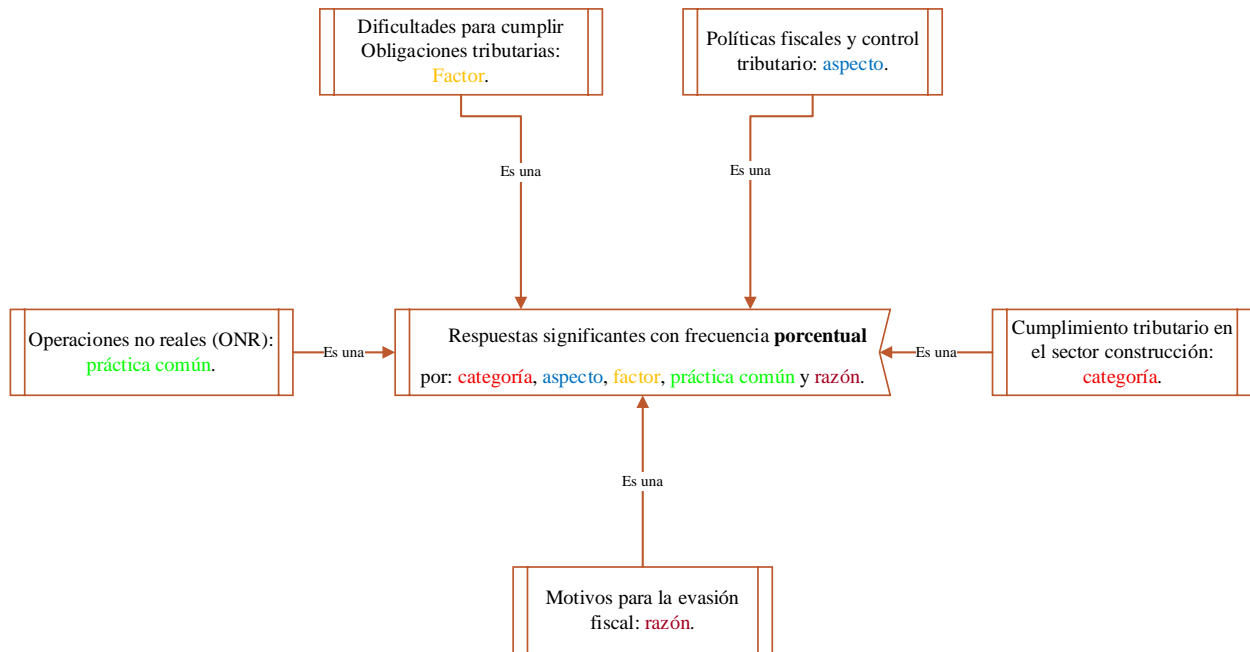 Dificultades para cumplir
Obligaciones tributarias:
Factor.
Políticas fiscales y control
tributario: aspecto.
Es una
Es una
Operaciones no reales (ONR):
práctica común.
Es una
Respuestas significantes con frecuencia porcentual
por: categoría, aspecto, factor, práctica común y razón.
Es una
Cumplimiento tributario en
el sector construcción:
categoría.
Es una
Motivos para la evasión
fiscal: razón.